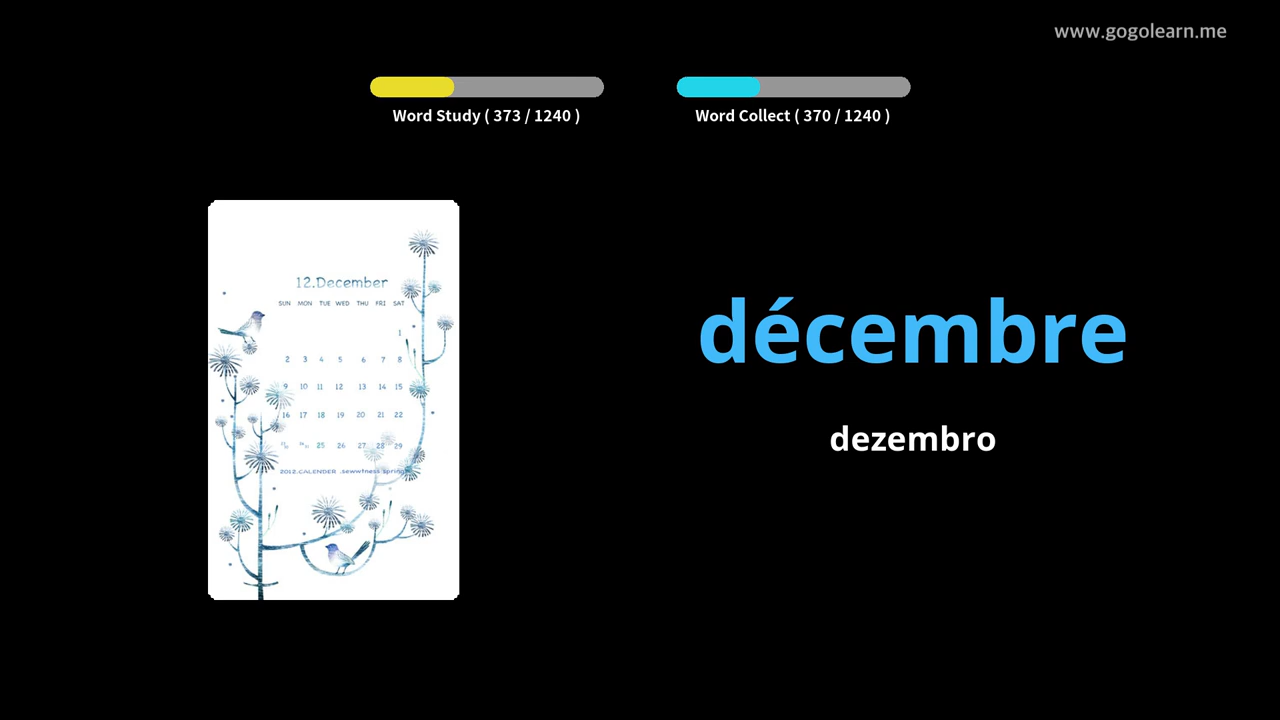 www.gogolearn.me
Word Study ( 373 / 1240 )
Word Collect ( 370 / 1240 )
12.December
SUN MON TUE WED THU FRI SAT
1
2 3 4 5 6 7 8
9 10 11 12 13 14 15
16 17 18 19 20 21 22
25 26 27 28 29
2012.CALENDER
décembre
dezembro